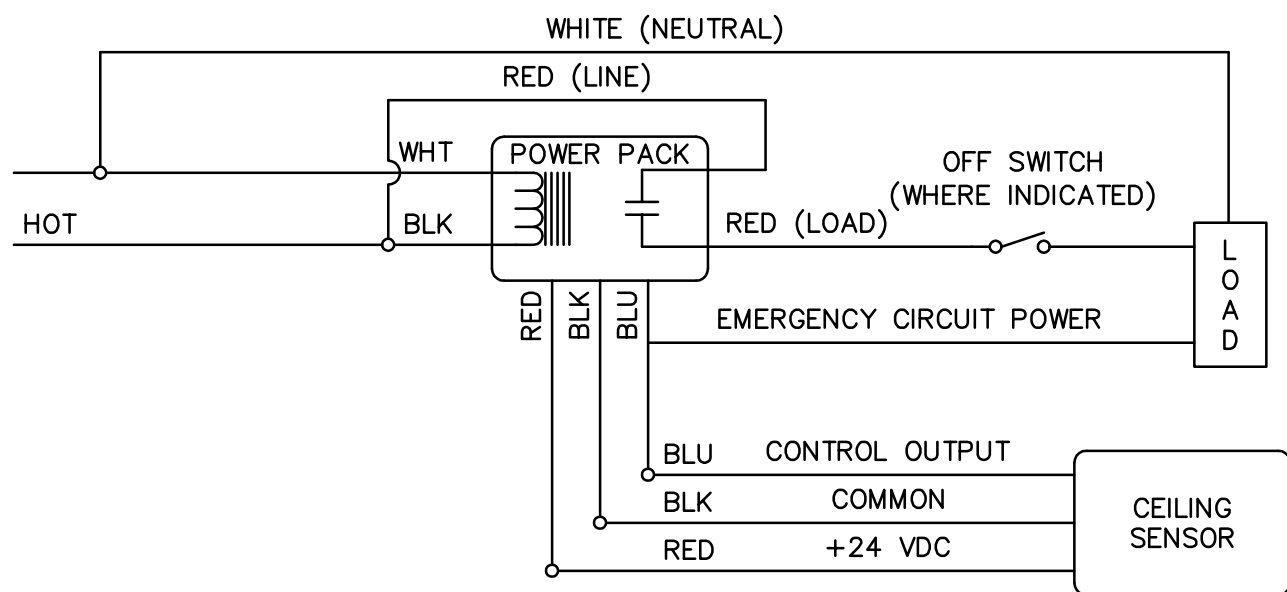 WHITE (NEUTRAL)
RED (LINE)
WHT
POWER PACK
OFF SWITCH
(WHERE INDICATED)
HOT
BLK
RED (LOAD)
LOAD
RED
BLK
BLU
EMERGENCY CIRCUIT POWER
BLU
CONTROL OUTPUT
BLK
COMMON
RED
+24 VDC
CEILING
SENSOR